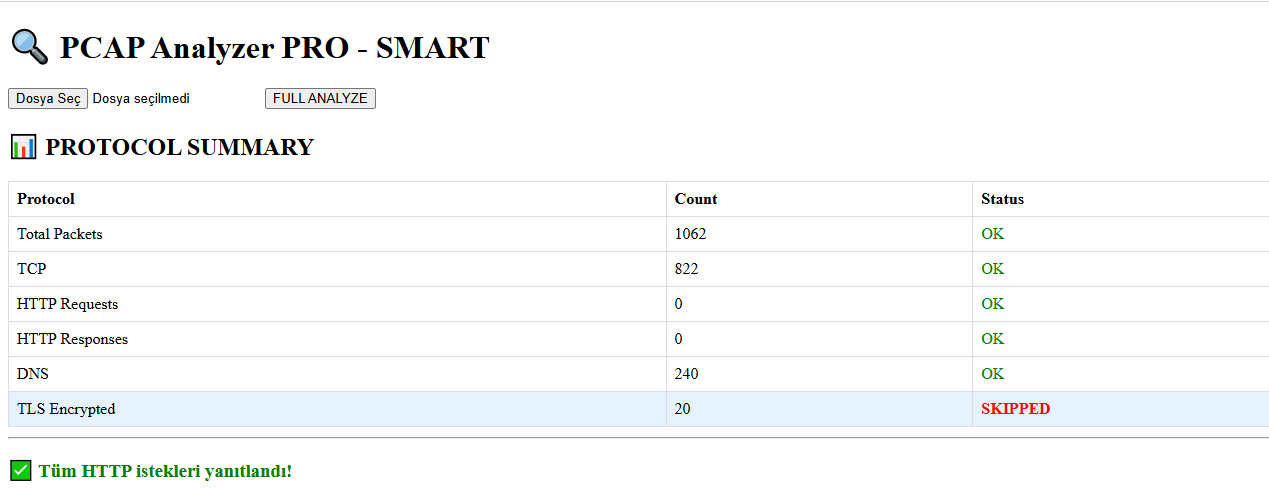 PCAP Analyzer PRO - SMART
Dosya Seç Dosya seçilmedi FULL ANALYZE
PROTOCOL SUMMARY
Protocol Count Status
Total Packets 1062 OK
TCP 822 OK
HTTP Requests 0 OK
HTTP Responses 0 OK
DNS 240 OK
TLS Encrypted 20 SKIPPED
Tüm HTTP istekleri yanıtlandı!